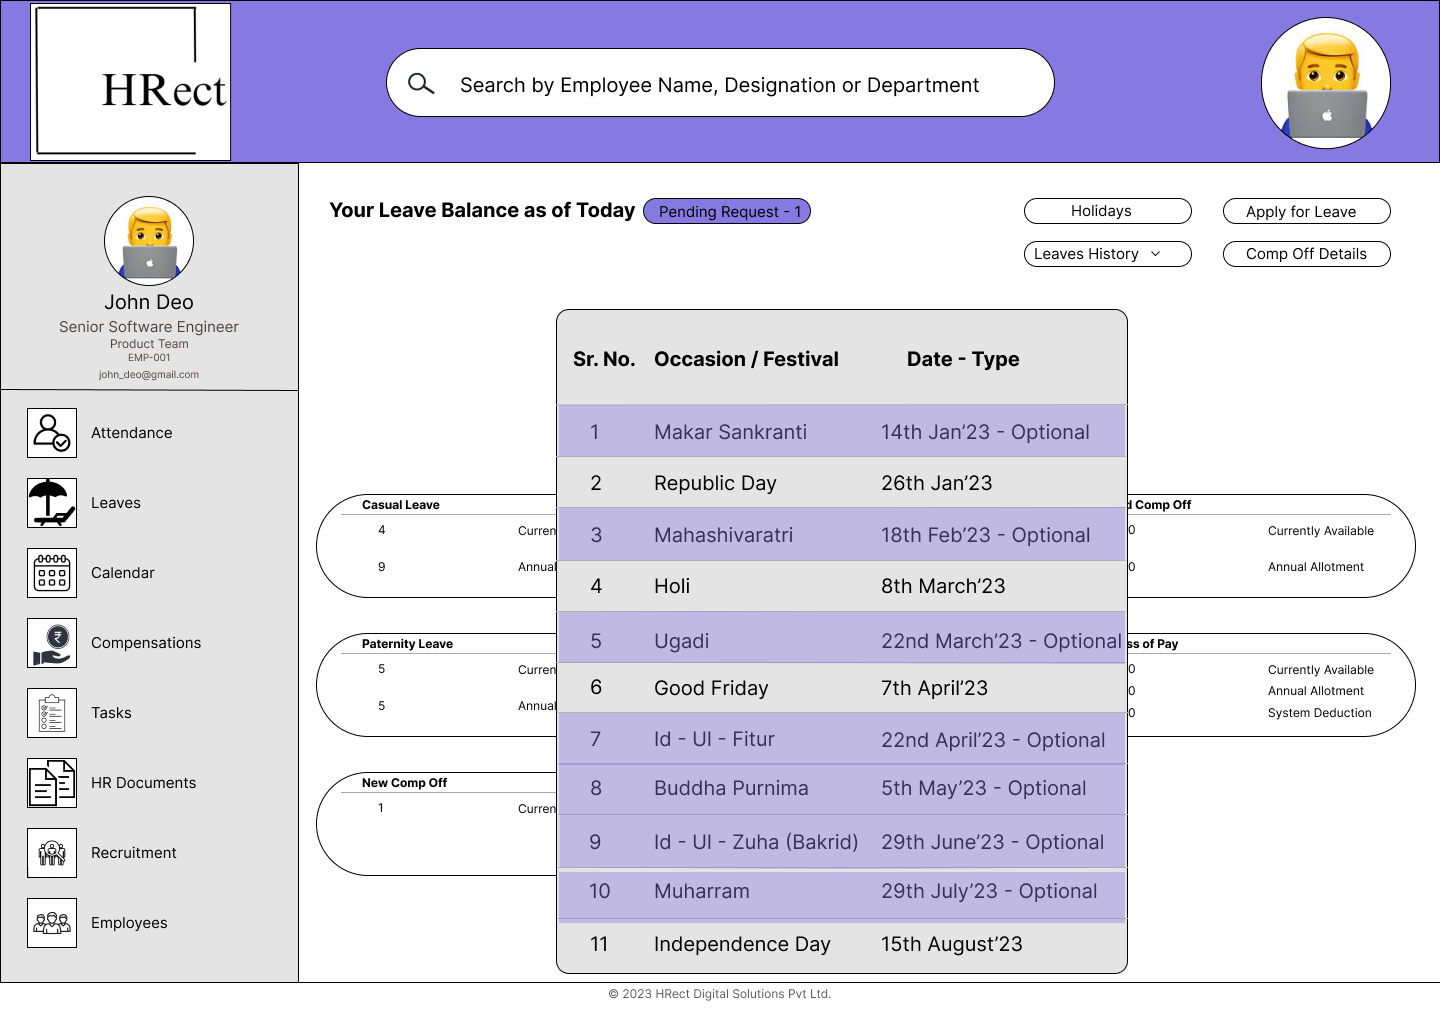 HRect
Search by Employee Name, Designation or Department
John Deo
Senior Software Engineer
Product Team
EMP-001
john_deo@gmail.com
Attendance
Leaves
Calendar
Compensations
Tasks
HR Documents
Recruitment
Employees
Your Leave Balance as of Today
Pending Request - 1
Holidays
Apply for Leave
Leaves History
Comp Off Details
Casual Leave
4 Curren
9 Annual
Paternity Leave
5 Curren
5 Annual
New Comp Off
1 Curren
Sr. No. Occasion / Festival Date - Type
1 Makar Sankranti 14th Jan’23 - Optional
2 Republic Day 26th Jan’23
3 Mahashivaratri 18th Feb’23 - Optional
4 Holi 8th March’23
5 Ugadi 22nd March’23 - Optional
6 Good Friday 7th April’23
7 Id - Ul - Fitur 22nd April’23 - Optional
8 Buddha Purnima 5th May’23 - Optional
9 Id - Ul - Zuha (Bakrid) 29th June’23 - Optional
10 Muharram 29th July’23 - Optional
11 Independence Day 15th August’23
d Comp Off
0 Currently Available
0 Annual Allotment
ss of Pay
0 Currently Available
0 Annual Allotment
0 System Deduction
© 2023 HRect Digital Solutions Pvt Ltd.